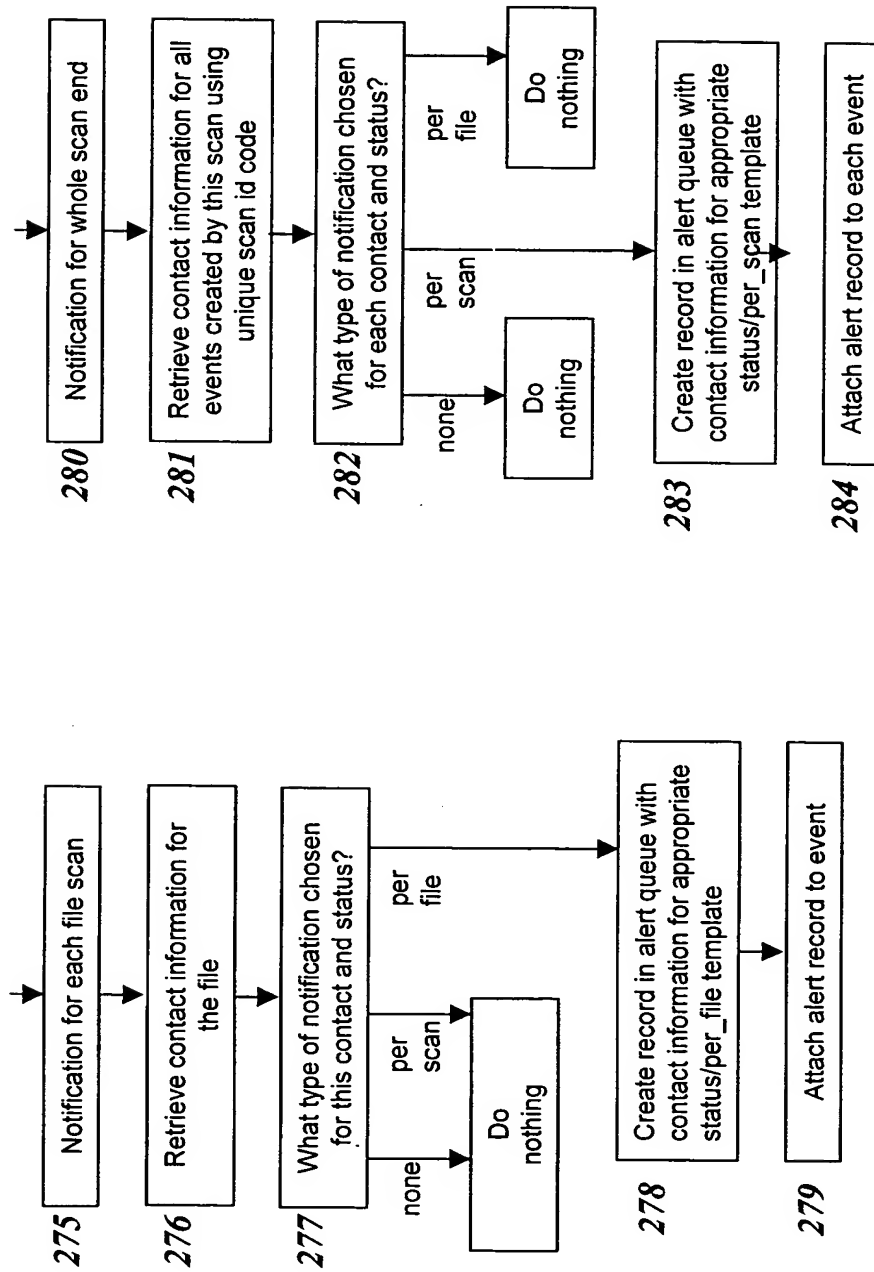 275
Notification for each file scan
276
Retrieve contact information for
the file
277
What type of notification chosen
for this contact and status?
none
per
scan
per
file
Do
nothing
278
Create record in alert queue with
contact information for appropriate
status/per_file template
279
Attach alert record to event
280
Notification for whole scan end
281
Retrieve contact information for all
events created by this scan using
unique scan id code
282
What type of notification chosen
for each contact and status?
none
per
scan
per
file
Do
nothing
Do
nothing
283
Create record in alert queue with
contact information for appropriate
status/per_scan template
284
Attach alert record to each event